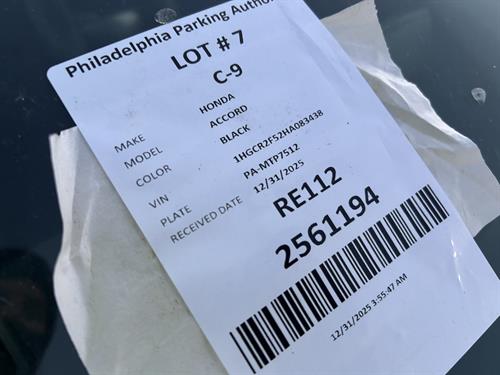 Philadelphia Parking Autho
LOT # 7
C-9
MAKE HONDA
MODEL ACCORD
COLOR BLACK
VIN 1HGCR2F52HA083438
PLATE PA-MTP7512
RECEIVED DATE 12/31/2025
RE112
2561194
12/31/2025 3:55:47 AM